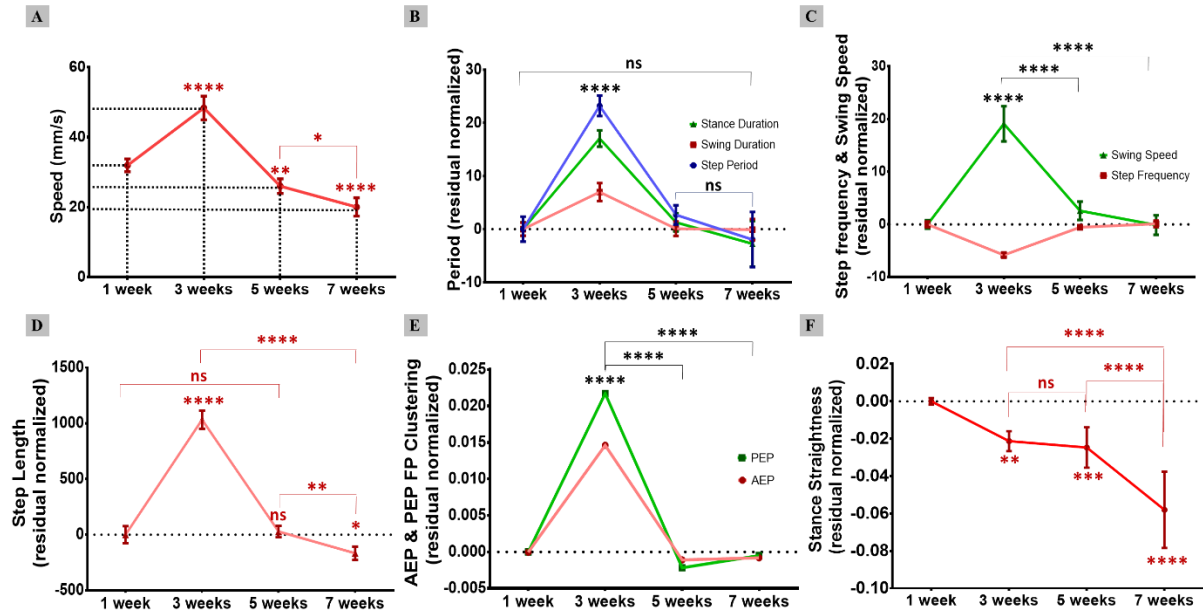 A
Speed (mm/s)
60
40
20
0
****
**
*
****
1 week 3 weeks 5 weeks 7 weeks
B
Period (residual normalized)
30
20
10
0
-10
ns
****
ns
Stance Duration
Swing Duration
Step Period
1 week 3 weeks 5 weeks 7 weeks
C
Step frequency & Swing Speed
(residual normalized)
30
20
10
0
-10
****
****
****
Swing Speed
Step Frequency
1 week 3 weeks 5 weeks 7 weeks
D
Step Length
(residual normalized)
1500
1000
500
0
-500
****
ns
****
**
ns
*
1 week 3 weeks 5 weeks 7 weeks
E
AEP & PEP FP Clustering
(residual normalized)
0.025
0.020
0.015
0.010
0.005
0.000
-0.005
****
****
****
PEP
AEP
1 week 3 weeks 5 weeks 7 weeks
F
Stance Straightness
(residual normalized)
0.02
0.00
-0.02
-0.04
-0.06
-0.08
-0.10
****
ns
****
**
***
****
1 week 3 weeks 5 weeks 7 weeks